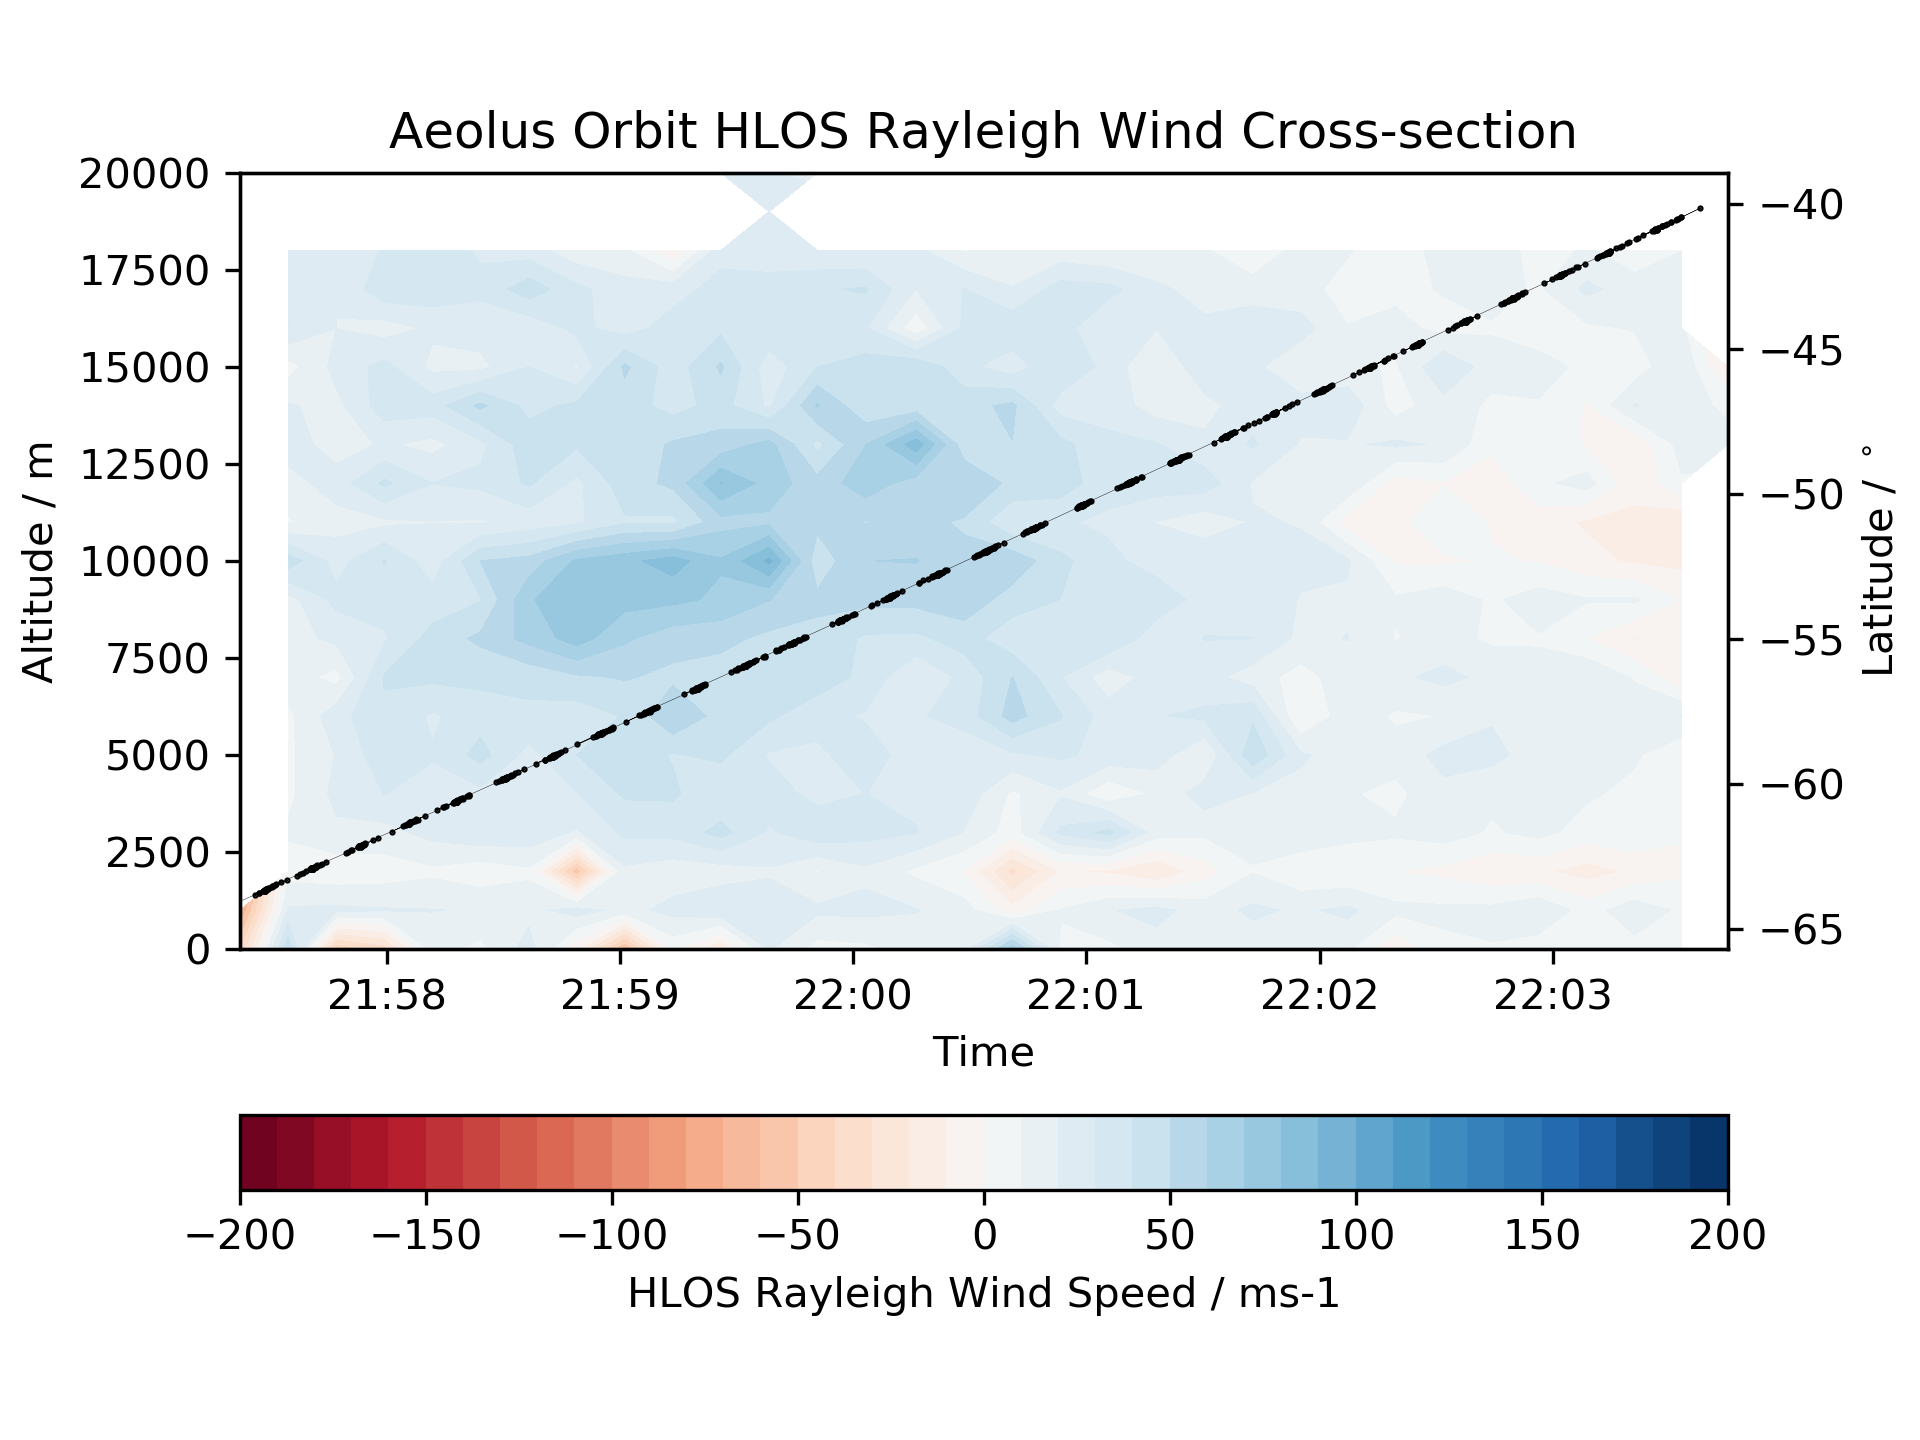 Aeolus Orbit HLOS Rayleigh Wind Cross-section
20000
17500
15000
12500
10000
7500
5000
2500
0
Altitude / m
−40
−45
−50
−55
−60
−65
Latitude / °
21:58 21:59 22:00 22:01 22:02 22:03
Time
−200 −150 −100 −50 0 50 100 150 200
HLOS Rayleigh Wind Speed / ms-1